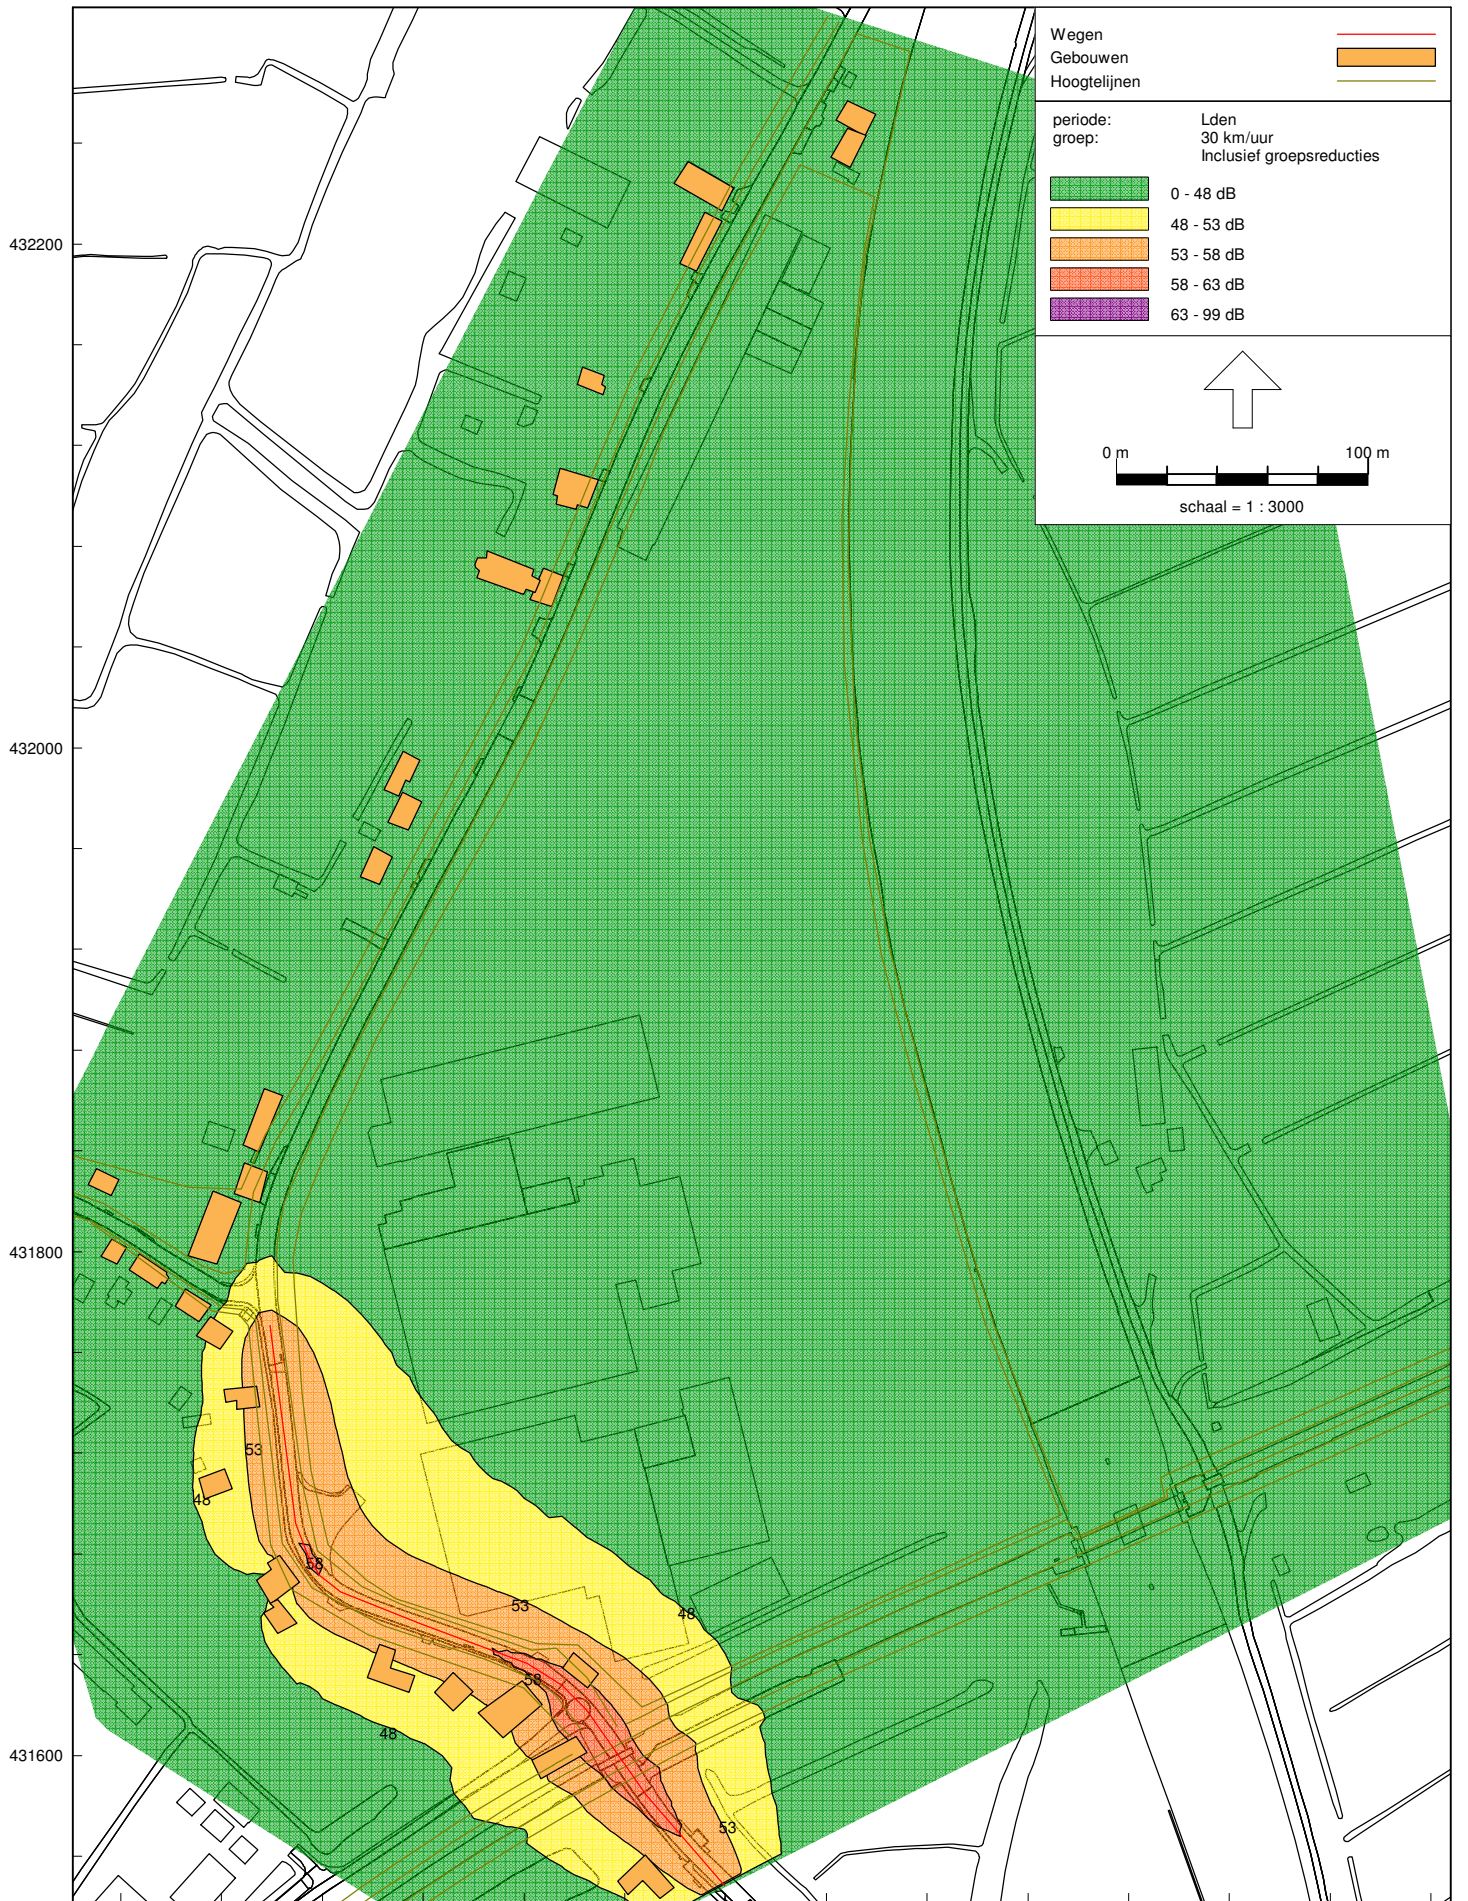 Wegen
Gebouwen
Hoogtelijnen
periode: Lden
groep: 30 km/uur
Inclusief groepsreducties
0 - 48 dB
48 - 53 dB
53 - 58 dB
58 - 63 dB
63 - 99 dB
0 m 100 m
schaal = 1 : 3000
432200
432000
431800
53
48
58
53
48
58
48
431600
53